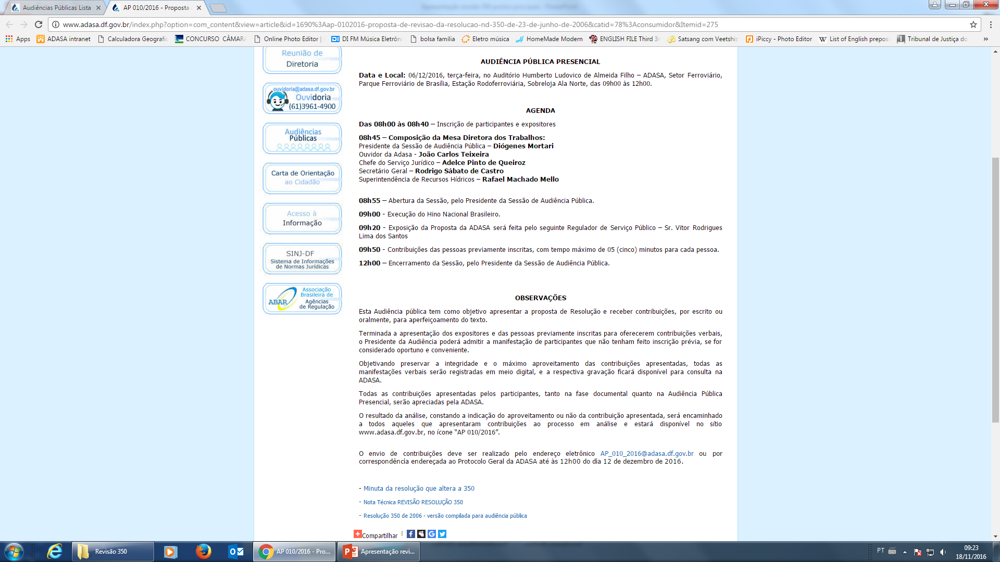 Audiências Públicas Lista
AP 010/2016 - Proposta
www.adasa.df.gov.br/index.php?option=com_content&view=article&id=1690%3Aap-0102016-proposta-de-revisao-da-resolucao-nd-350-de-23-de-junho-de-2006&catid=78%3Aconsumidor&Itemid=275
Apps ADASA intranet Calculadora Geografic CONCURSO CÂMARA Online Photo Editor | DI FM Música Eletrôni bolsa família Eletro música HomeMade Modern ENGLISH FILE Third 3r Satsang com Veetshis iPiccy - Photo Editor List of English prepos Tribunal de Justiça do »
Reunião de
Diretoria
ouvidoria@adasa.df.gov.br
Ouvidoria
(61)3961-4900
Audiências
Públicas
Carta de Orientação
ao Cidadão
Acesso à
Informação
SINJ-DF
Sistema de Informações
de Normas Jurídicas
ABAR
Associação
Brasileira de
Agências
de Regulação
AUDIÊNCIA PÚBLICA PRESENCIAL
Data e Local: 06/12/2016, terça-feira, no Auditório Humberto Ludovico de Almeida Filho – ADASA, Setor Ferroviário,
Parque Ferroviário de Brasília, Estação Rodoferroviária, Sobreloja Ala Norte, das 09h00 às 12h00.
AGENDA
Das 08h00 às 08h40 – Inscrição de participantes e expositores
08h45 – Composição da Mesa Diretora dos Trabalhos:
Presidente da Sessão de Audiência Pública – Diógenes Mortari
Ouvidor da Adasa - João Carlos Teixeira
Chefe do Serviço Jurídico – Adelce Pinto de Queiroz
Secretário Geral – Rodrigo Sábato de Castro
Superintendência de Recursos Hídricos – Rafael Machado Mello
08h55 – Abertura da Sessão, pelo Presidente da Sessão de Audiência Pública.
09h00 - Execução do Hino Nacional Brasileiro.
09h20 - Exposição da Proposta da ADASA será feita pelo seguinte Regulador de Serviço Público – Sr. Vitor Rodrigues
Lima dos Santos
09h50 - Contribuições das pessoas previamente inscritas, com tempo máximo de 05 (cinco) minutos para cada pessoa.
12h00 – Encerramento da Sessão, pelo Presidente da Sessão de Audiência Pública.
OBSERVAÇÕES
Esta Audiência pública tem como objetivo apresentar a proposta de Resolução e receber contribuições, por escrito ou
oralmente, para aperfeiçoamento do texto.
Terminada a apresentação dos expositores e das pessoas previamente inscritas para oferecerem contribuições verbais,
o Presidente da Audiência poderá admitir a manifestação de participantes que não tenham feito inscrição prévia, se for
considerado oportuno e conveniente.
Objetivando preservar a integridade e o máximo aproveitamento das contribuições apresentadas, todas as
manifestações verbais serão registradas em meio digital, e a respectiva gravação ficará disponível para consulta na
ADASA.
Todas as contribuições apresentadas pelos participantes, tanto na fase documental quanto na Audiência Pública
Presencial, serão apreciadas pela ADASA.
O resultado da análise, constando a indicação do aproveitamento ou não da contribuição apresentada, será encaminhado
a todos aqueles que apresentaram contribuições ao processo em análise e estará disponível no sítio
www.adasa.df.gov.br, no ícone “AP 010/2016”.
O envio de contribuições deve ser realizado pelo endereço eletrônico AP_010_2016@adasa.df.gov.br ou por
correspondência endereçada ao Protocolo Geral da ADASA até às 12h00 do dia 12 de dezembro de 2016.
- Minuta da resolução que altera a 350
- Nota Técnica REVISÃO RESOLUÇÃO 350
- Resolução 350 de 2006 - versão compilada para audiência pública
Compartilhar |
Revisão 350
AP 010/2016 - Pro...
Apresentação revi...
PT
09:23
18/11/2016